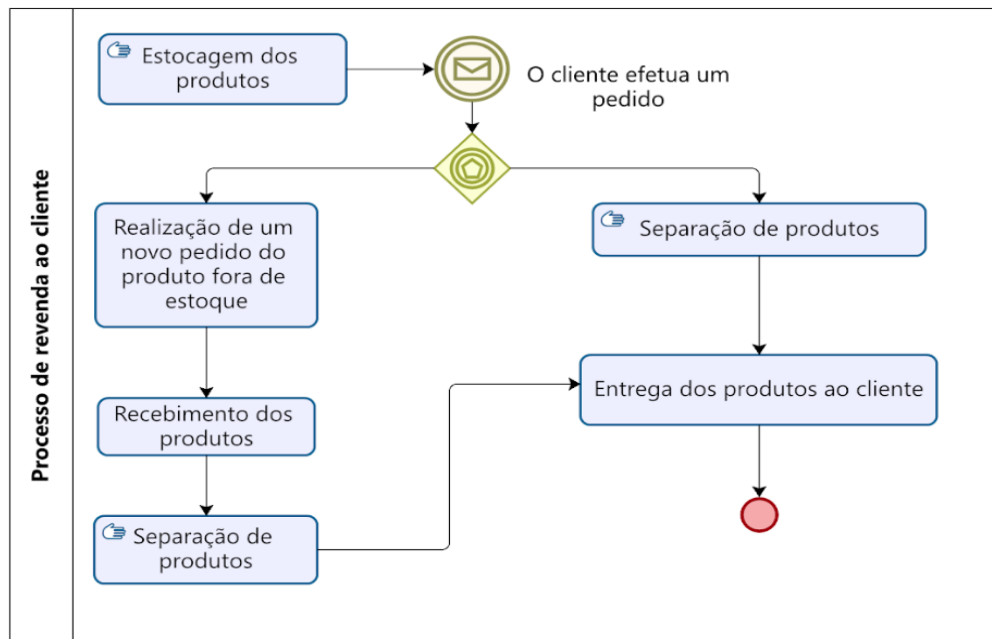 Processo de revenda ao cliente
Estocagem dos
produtos
O cliente efetua um
pedido
Realização de um
novo pedido do
produto fora de
estoque
Separação de produtos
Recebimento dos
produtos
Entrega dos produtos ao cliente
Separação de
produtos